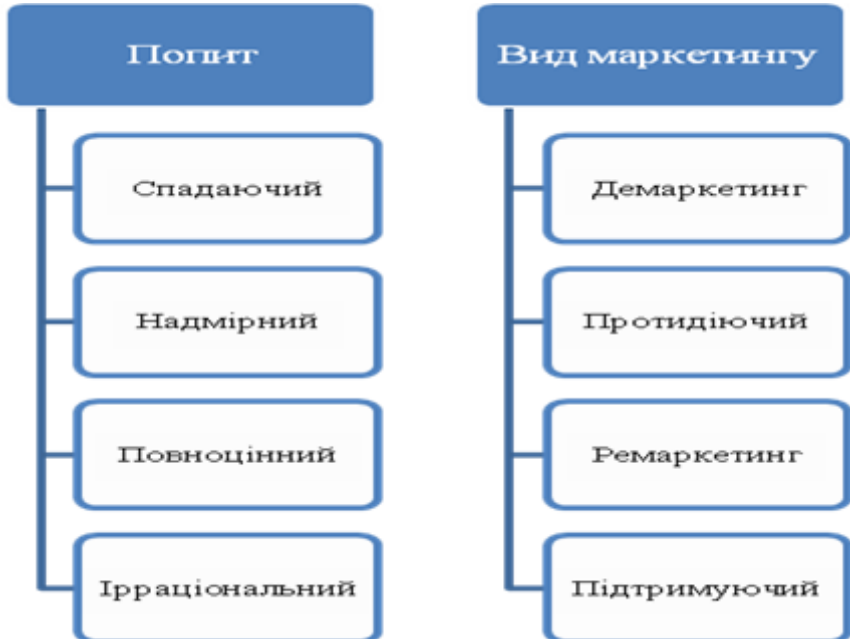 Попит
Спадаючий
Надмірний
Повноцінний
Ірраціональний
Вид маркетингу
Демаркетинг
Протидіючий
Ремаркетинг
Підтримуючий